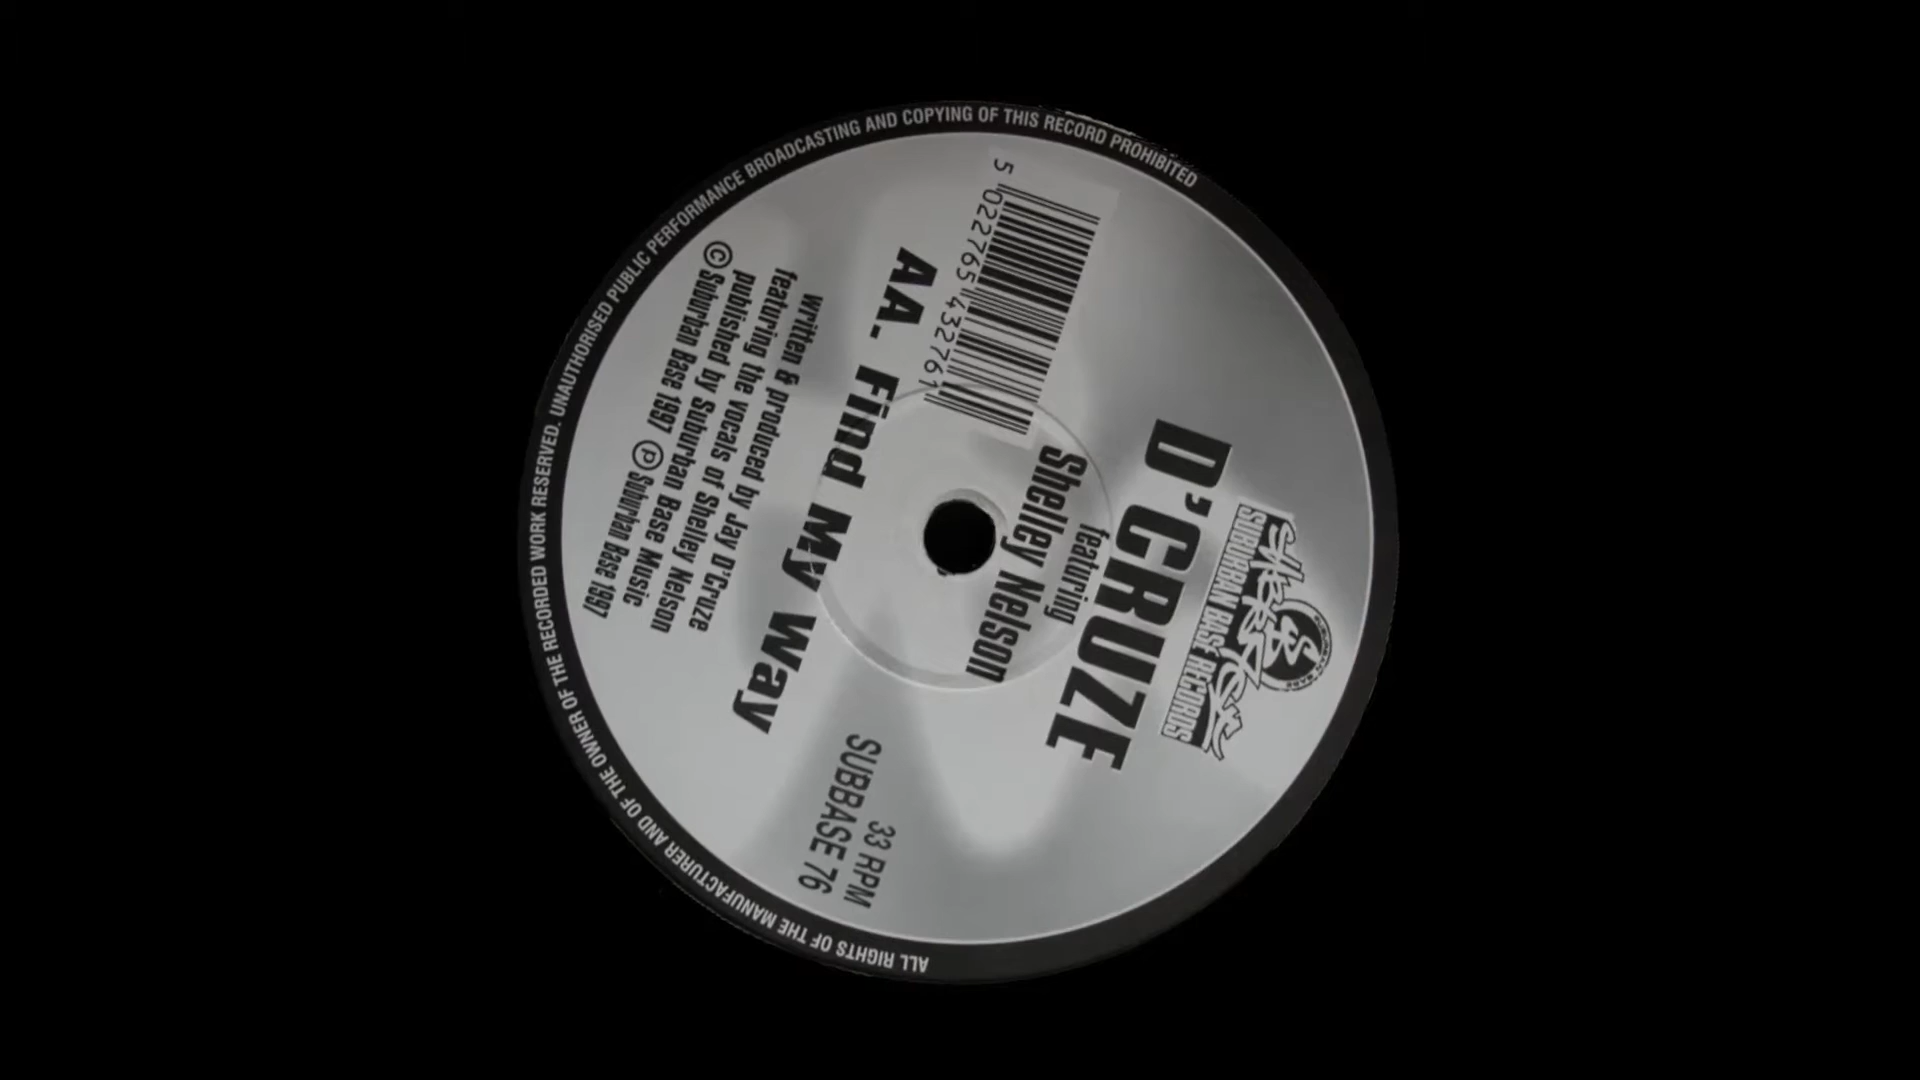 SUBURBAN BASE
SUBURBAN BASE RECORDS
D'CRUZE
featuring
Shelley Nelson
5 022765 432761
33 RPM
SUBBASE 76
AA. Find My Way
written & produced by Jay D'Cruze
featuring the vocals of Shelley Nelson
published by Suburban Base Music
© Suburban Base 1997 ℗ Suburban Base 1997
ALL RIGHTS OF THE MANUFACTURER AND OF THE OWNER OF THE RECORDED WORK RESERVED. UNAUTHORISED PUBLIC PERFORMANCE BROADCASTING AND COPYING OF THIS RECORD PROHIBITED